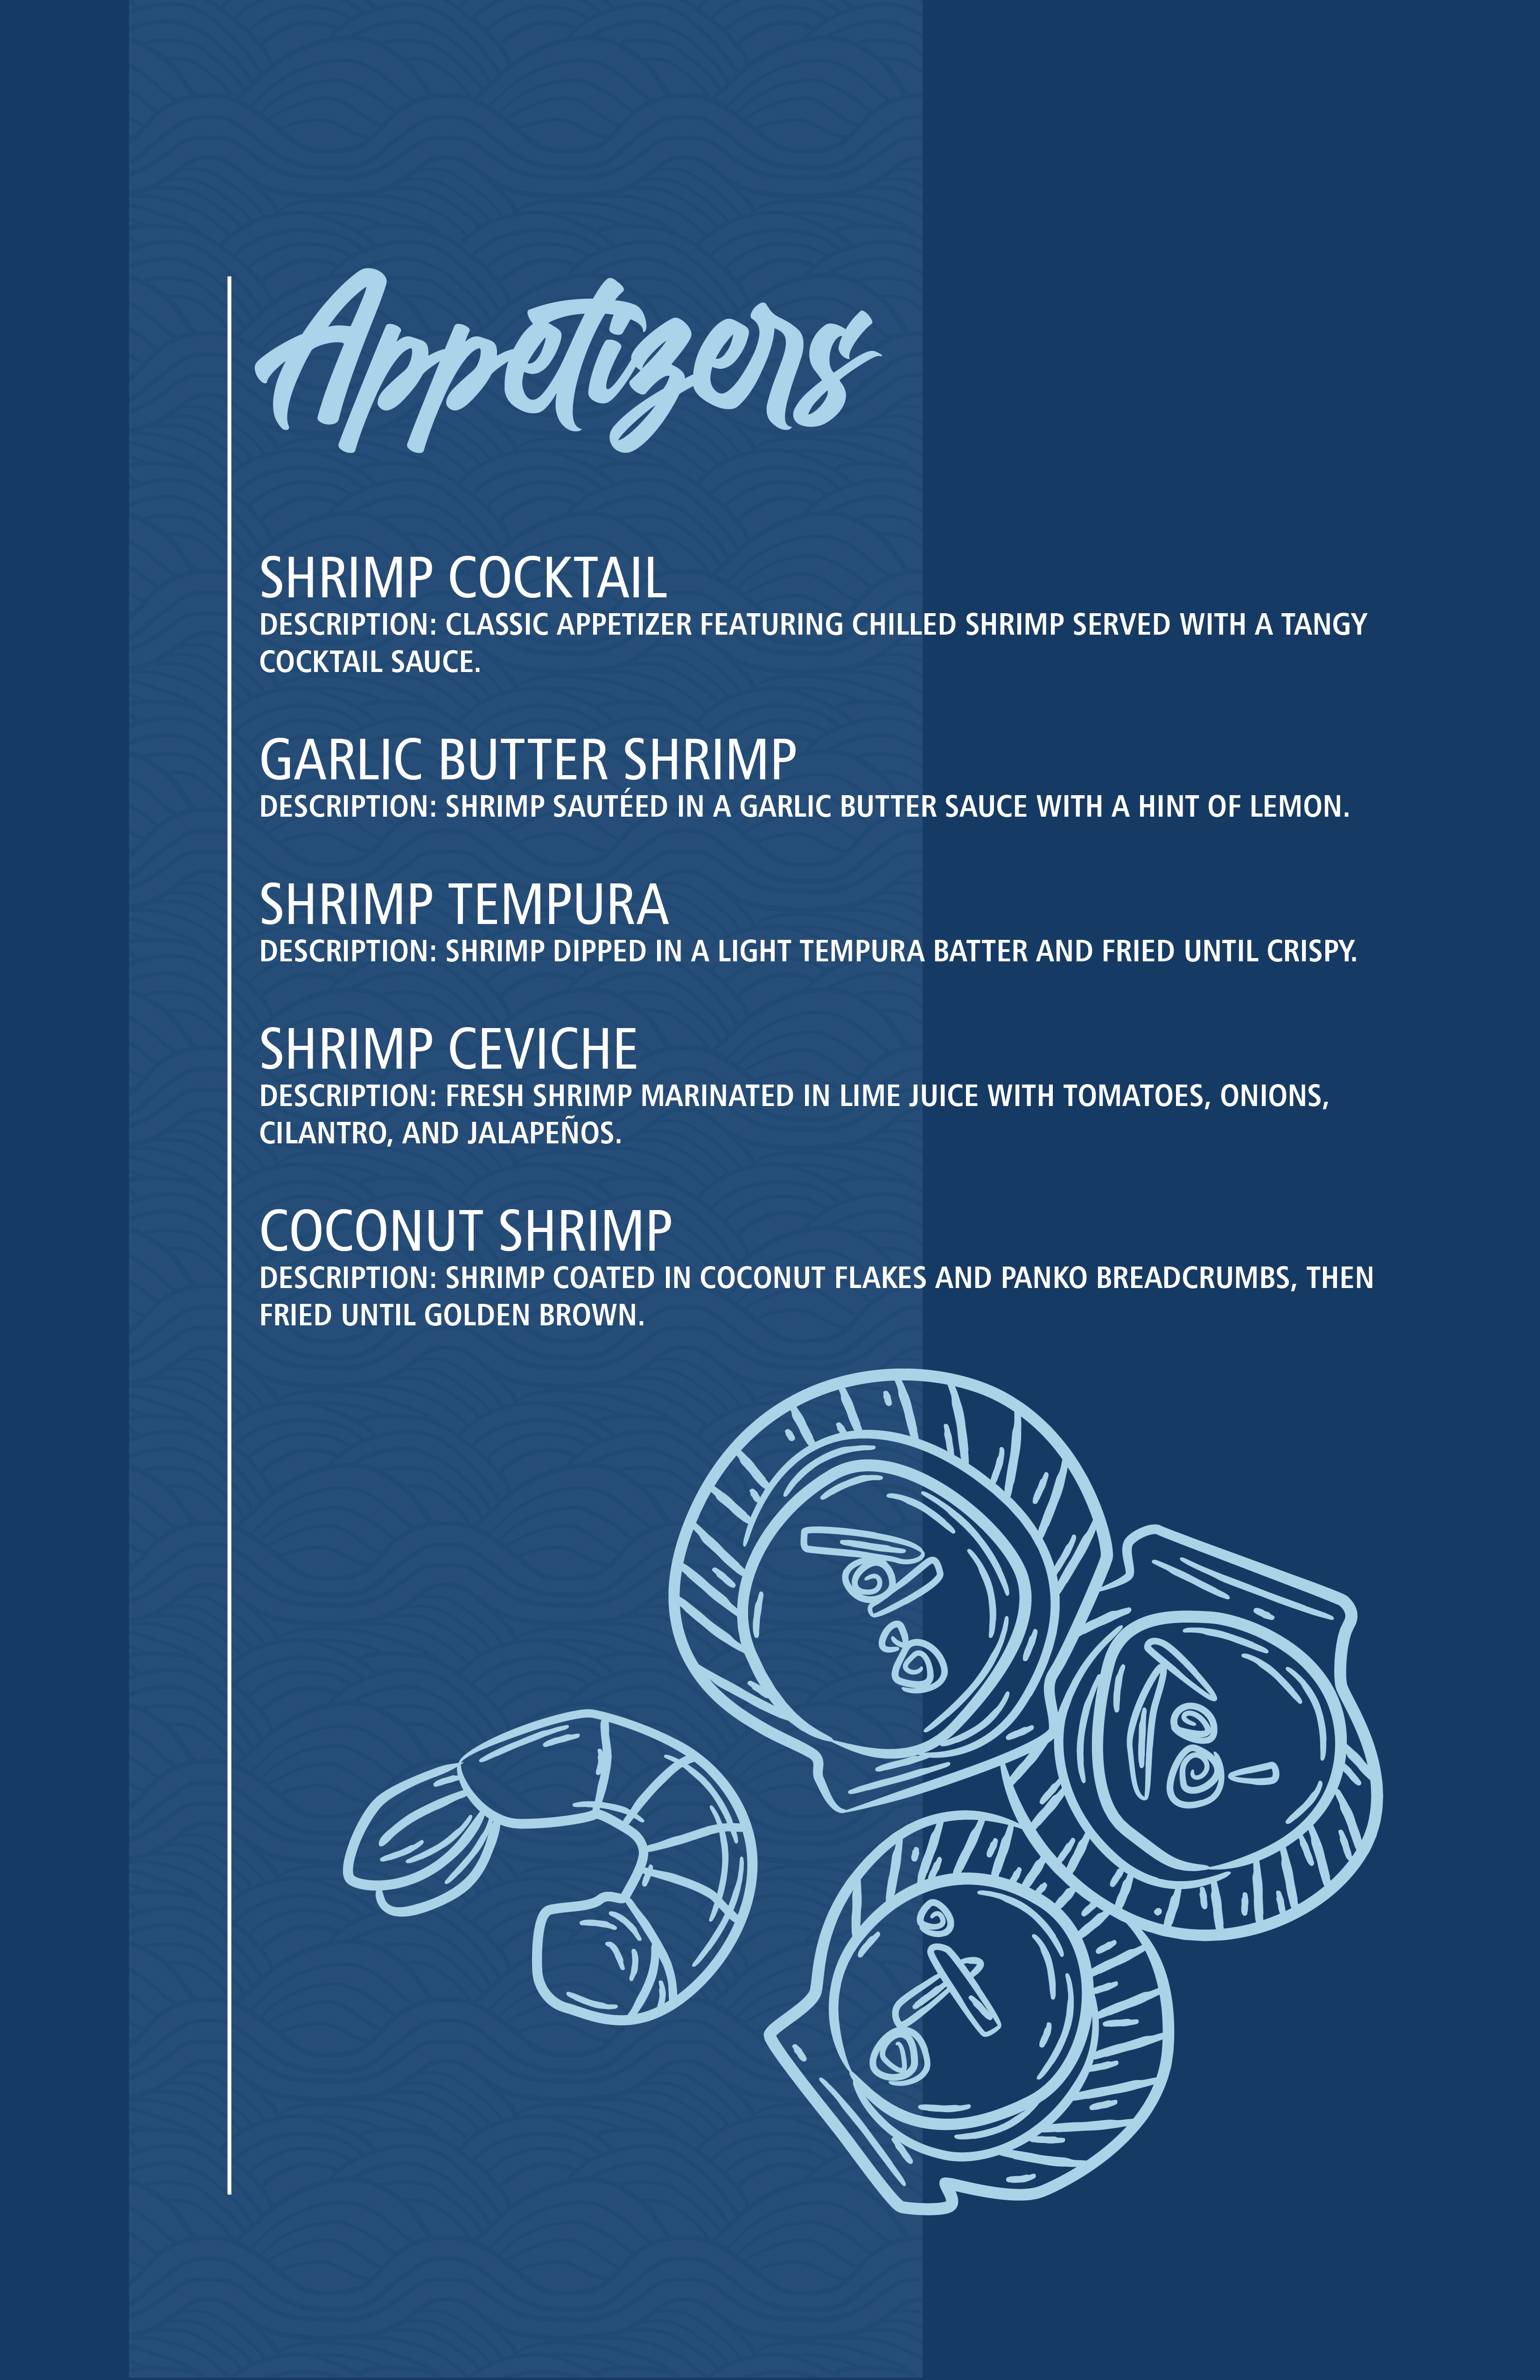 Appetizers
SHRIMP COCKTAIL
DESCRIPTION: CLASSIC APPETIZER FEATURING CHILLED SHRIMP SERVED WITH A TANGY
COCKTAIL SAUCE.
GARLIC BUTTER SHRIMP
DESCRIPTION: SHRIMP SAUTÉED IN A GARLIC BUTTER SAUCE WITH A HINT OF LEMON.
SHRIMP TEMPURA
DESCRIPTION: SHRIMP DIPPED IN A LIGHT TEMPURA BATTER AND FRIED UNTIL CRISPY.
SHRIMP CEVICHE
DESCRIPTION: FRESH SHRIMP MARINATED IN LIME JUICE WITH TOMATOES, ONIONS,
CILANTRO, AND JALAPEÑOS.
COCONUT SHRIMP
DESCRIPTION: SHRIMP COATED IN COCONUT FLAKES AND PANKO BREADCRUMBS, THEN
FRIED UNTIL GOLDEN BROWN.